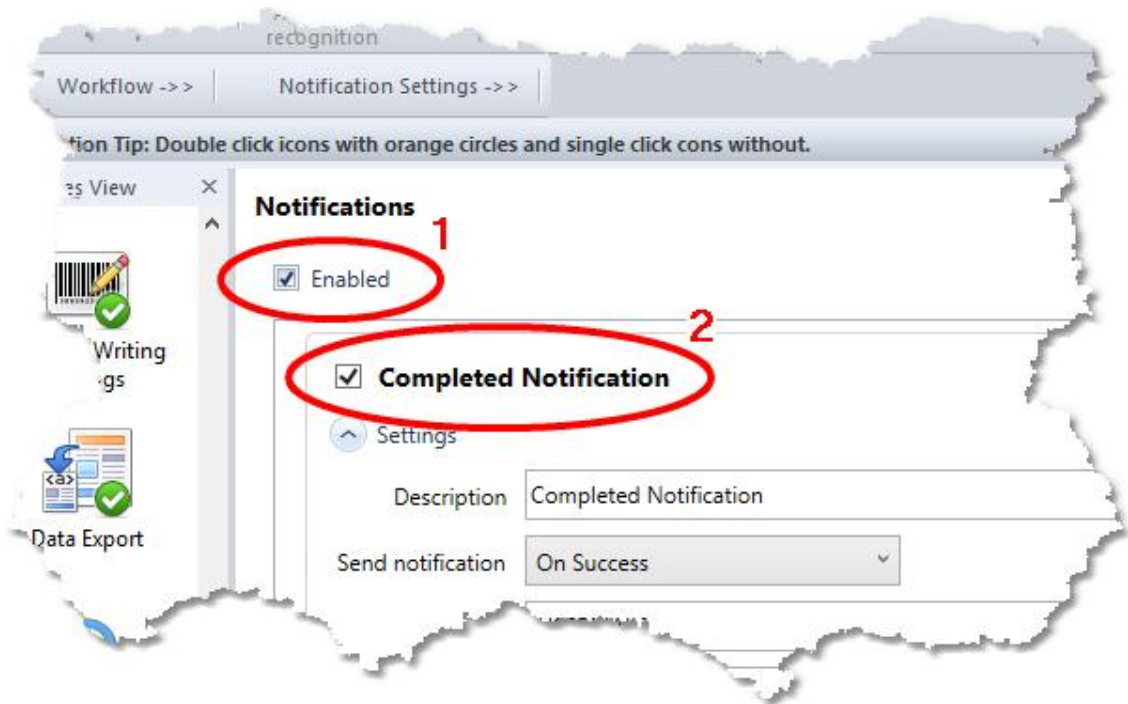 recognition
Workflow ->>
Notification Settings ->>
tion Tip: Double click icons with orange circles and single click cons without.
es View
Notifications
1
Enabled
Writing
gs
2
Completed Notification
Settings
Description
Completed Notification
Send notification
On Success
<a>
Data Export